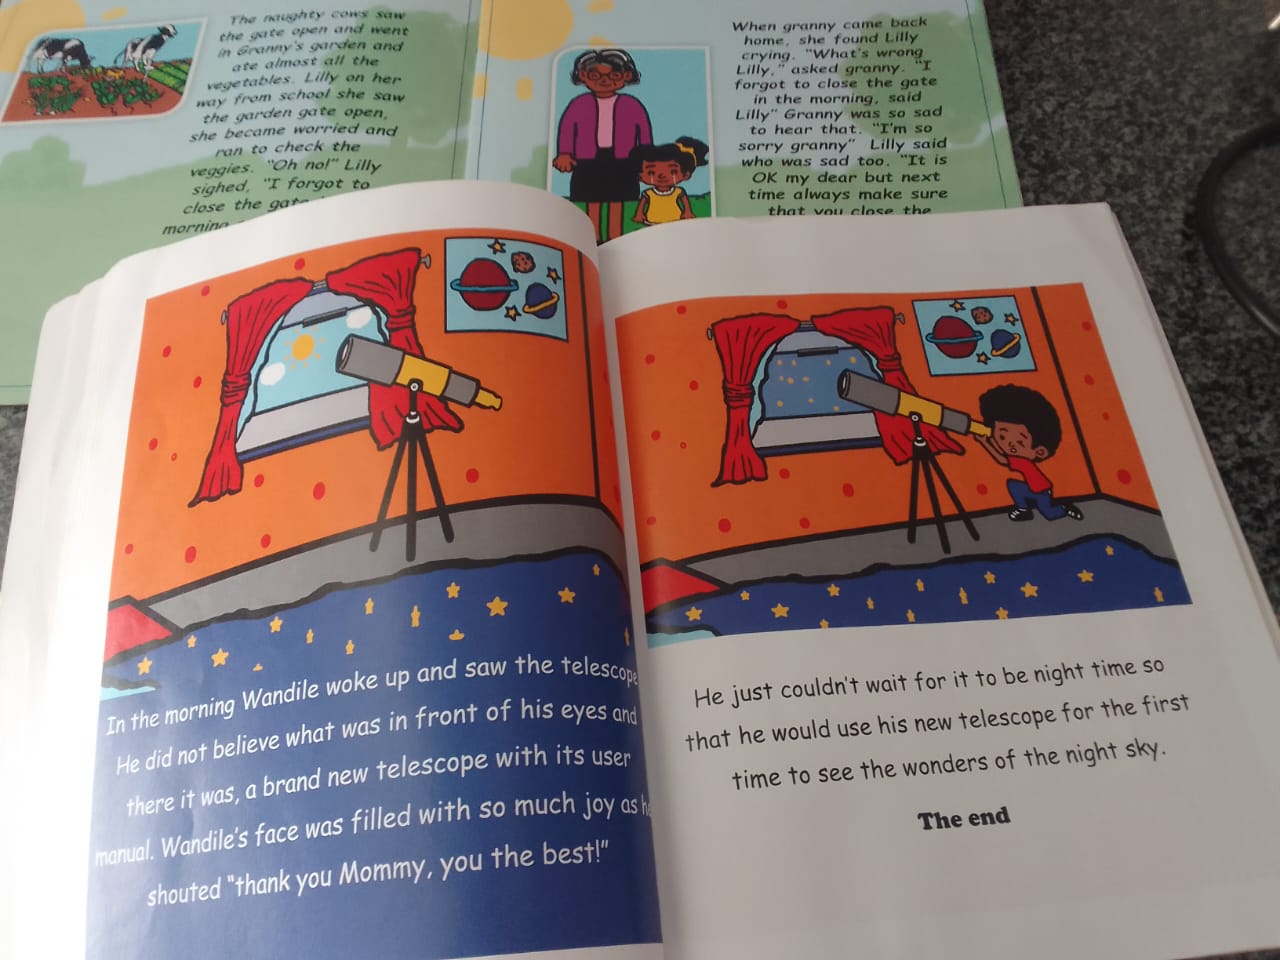 The naughty cows saw
the gate open and went
in Granny's garden and
ate almost all the
vegetables. Lilly on her
way from school she saw
the garden gate open,
she became worried and
ran to check the
veggies. "Oh no!" Lilly
sighed, "I forgot to
close the gate
morning
When granny came back
home, she found Lilly
crying. "What's wrong
Lilly," asked granny. "I
forgot to close the gate
in the morning, said
Lilly" Granny was so sad
to hear that. "I'm so
sorry granny" Lilly said
who was sad too. "It is
OK my dear but next
time always make sure
that you close the
In the morning Wandile woke up and saw the telescope
He did not believe what was in front of his eyes and
there it was, a brand new telescope with its user
manual. Wandile's face was filled with so much joy as he
shouted "thank you Mommy, you the best!"
He just couldn't wait for it to be night time so
that he would use his new telescope for the first
time to see the wonders of the night sky.
The end